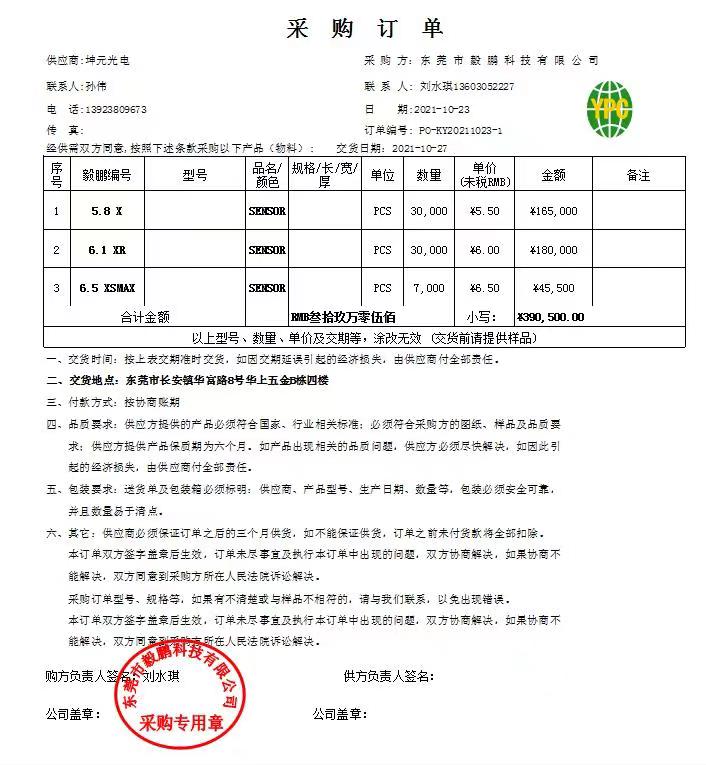 采 购 订 单
供应商:坤元光电 采 购 方: 东 莞 市 毅 鹏 科 技 有 限 公 司
联系人:孙伟 联 系 人: 刘水琪13603052227
电 话:13923809673 日 期:2021-10-23
传 真: 订单编号: PO-KY20211023-1
YPC
经供需双方同意,按照下述条款采购以下产品（物料）: 交货日期: 2021-10-27
序号 毅鹏编号 型号 品名/颜色 规格/长/宽/厚 单位 数量 单价(未税RMB) 金额 备注
1 5.8 X SENSOR PCS 30,000 ¥5.50 ¥165,000
2 6.1 XR SENSOR PCS 30,000 ¥6.00 ¥180,000
3 6.5 XSMAX SENSOR PCS 7,000 ¥6.50 ¥45,500
合计金额 RMB叁拾玖万零伍佰 小写: ¥390,500.00
以上型号、数量、单价及交期等，涂改无效（交货前请提供样品）
一、交货时间: 按上表交期准时交货，如因交期延误引起的经济损失，由供应商付全部责任。
二、交货地点: 东莞市长安镇华富路8号华上五金B栋四楼
三、付款方式: 按协商账期
四、品质要求: 供应方提供的产品必须符合国家、行业相关标准; 必须符合采购方的图纸、样品及品质要
求; 供应方提供产品保质期为六个月。如产品出现相关的品质问题，供应方必须尽快解决，如因此引
起的经济损失，由供应商付全部责任。
五、包装要求: 送货单及包装箱必须标明: 供应商、产品型号、生产日期、数量等，包装必须安全可靠，
并且数量易于清点。
六、其它: 供应商必须保证订单之后的三个月供货，如不能保证供货，订单之前未付货款将全部扣除。
本订单双方签字盖章后生效，订单未尽事宜及执行本订单中出现的问题，双方协商解决，如果协商不
能解决，双方同意到采购方所在人民法院诉讼解决。
采购订单型号、规格等，如果有不清楚或与样品不相符的，请与我们联系，以免出现错误。
本订单双方签字盖章后生效，订单未尽事宜及执行本订单中出现的问题，双方协商解决，如果协商不
能解决，双方同意到采购方所在人民法院诉讼解决。
购方负责人签名: 刘水琪 供方负责人签名:
公司盖章: 公司盖章:
东莞市毅鹏科技有限公司
采购专用章